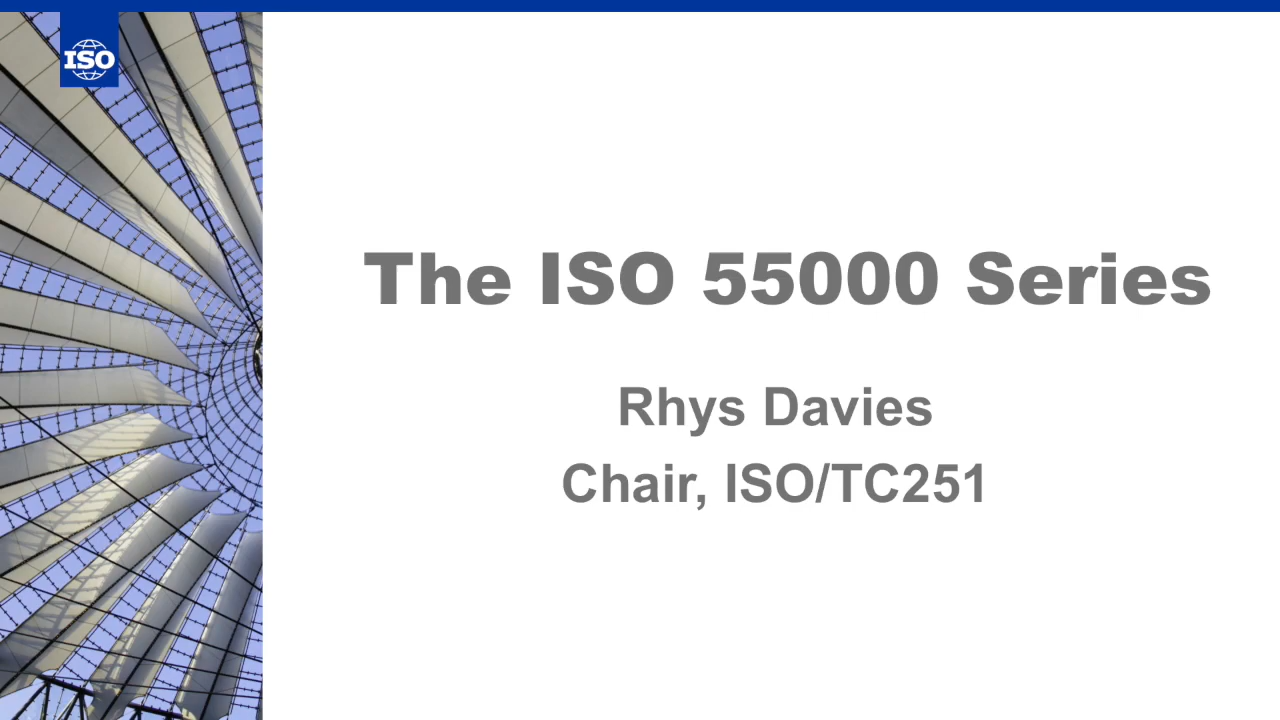 ISO
The ISO 55000 Series
Rhys Davies
Chair, ISO/TC251